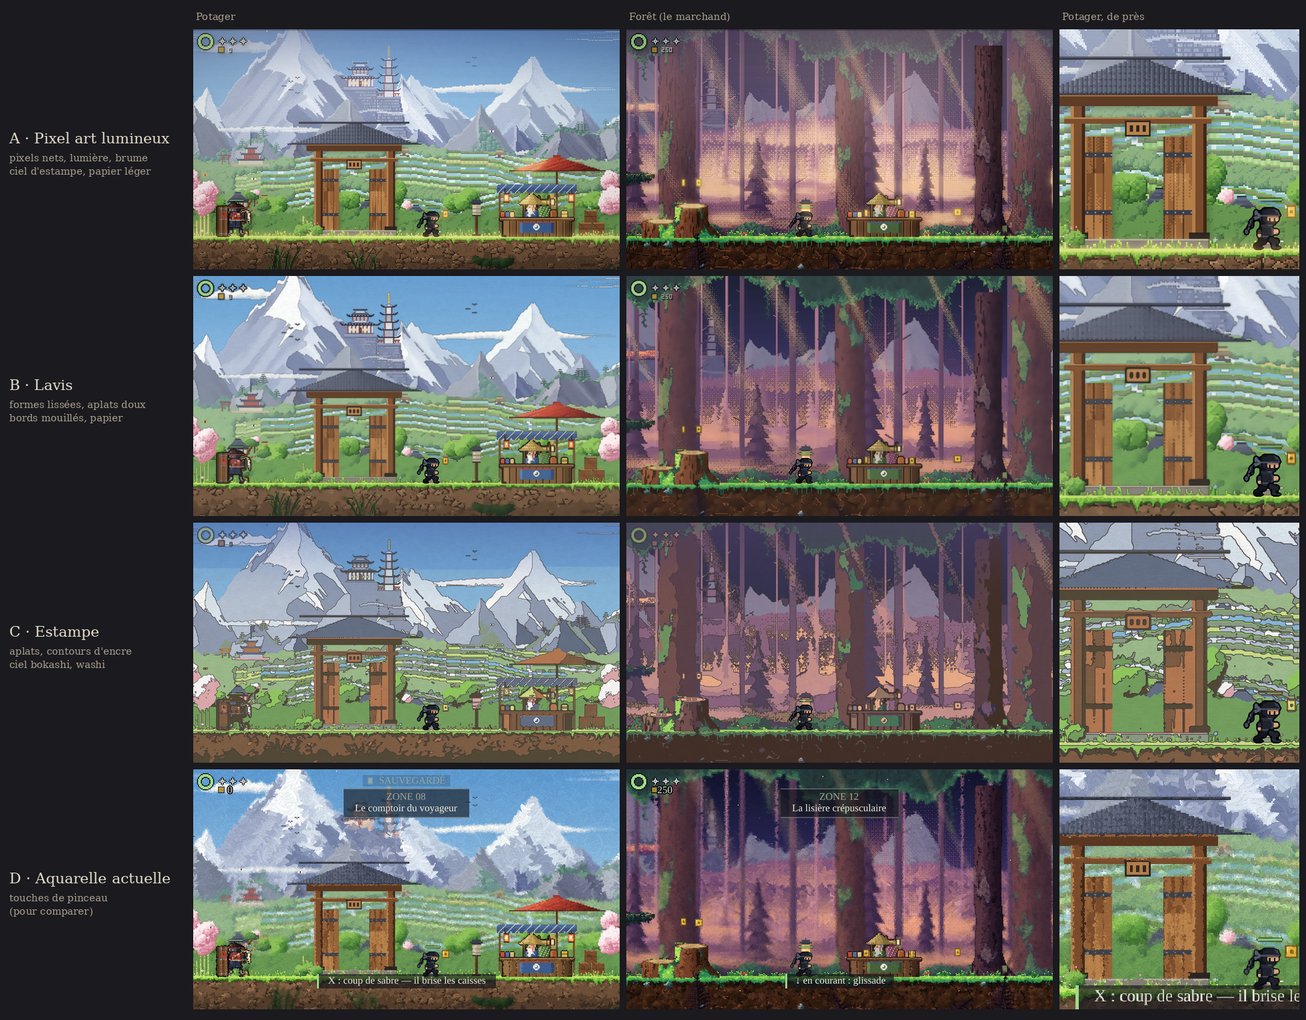 Potager
Forêt (le marchand)
Potager, de près
A · Pixel art lumineux
pixels nets, lumière, brume
ciel d'estampe, papier léger
250
B · Lavis
formes lissées, aplats doux
bords mouillés, papier
250
C · Estampe
aplats, contours d'encre
ciel bokashi, washi
250
D · Aquarelle actuelle
touches de pinceau
(pour comparer)
SAUVEGARDÉ
ZONE 08
Le comptoir du voyageur
0
X : coup de sabre — il brise les caisses
ZONE 12
La lisière crépusculaire
250
↓ en courant : glissade
X : coup de sabre — il brise le